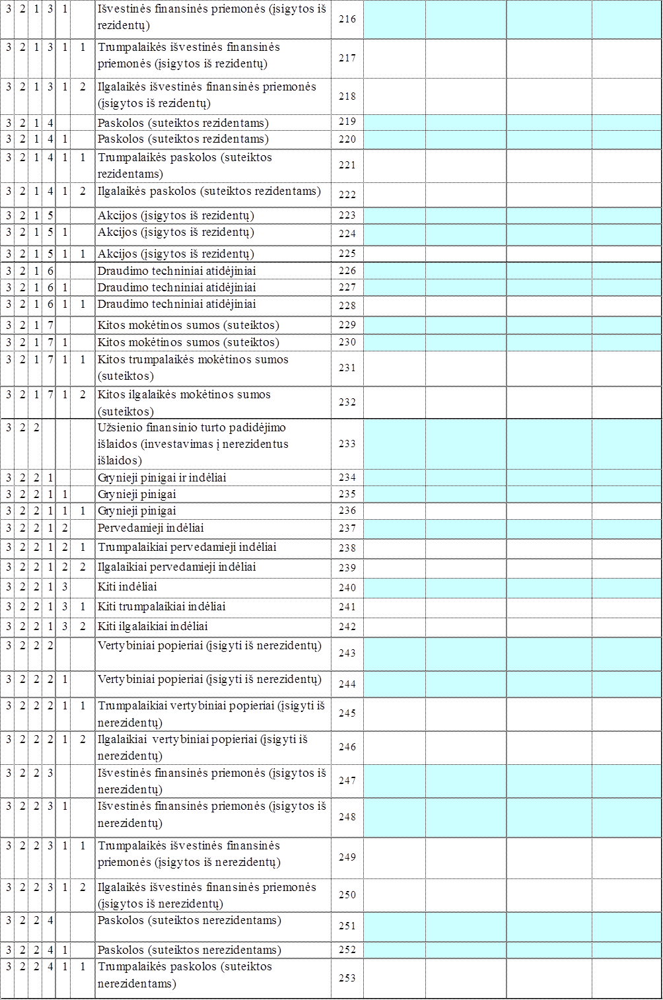 3 2 1 3 1 Išvestinės finansinės priemonės (įsigytos iš
rezidentų) 216
3 2 1 3 1 1 Trumpalaikės išvestinės finansinės
priemonės (įsigytos iš rezidentų) 217
3 2 1 3 1 2 Ilgalaikės išvestinės finansinės priemonės
(įsigytos iš rezidentų) 218
3 2 1 4 Paskolos (suteiktos rezidentams) 219
3 2 1 4 1 Paskolos (suteiktos rezidentams) 220
3 2 1 4 1 1 Trumpalaikės paskolos (suteiktos
rezidentams) 221
3 2 1 4 1 2 Ilgalaikės paskolos (suteiktos rezidentams) 222
3 2 1 5 Akcijos (įsigytos iš rezidentų) 223
3 2 1 5 1 Akcijos (įsigytos iš rezidentų) 224
3 2 1 5 1 1 Akcijos (įsigytos iš rezidentų) 225
3 2 1 6 Draudimo techniniai atidėjiniai 226
3 2 1 6 1 Draudimo techniniai atidėjiniai 227
3 2 1 6 1 1 Draudimo techniniai atidėjiniai 228
3 2 1 7 Kitos mokėtinos sumos (suteiktos) 229
3 2 1 7 1 Kitos mokėtinos sumos (suteiktos) 230
3 2 1 7 1 1 Kitos trumpalaikės mokėtinos sumos
(suteiktos) 231
3 2 1 7 1 2 Kitos ilgalaikės mokėtinos sumos
(suteiktos) 232
3 2 2 Užsienio finansinio turto padidėjimo
išlaidos (investavimas į nerezidentus 233
išlaidos)
3 2 2 1 Grynieji pinigai ir indėliai 234
3 2 2 1 1 Grynieji pinigai 235
3 2 2 1 1 1 Grynieji pinigai 236
3 2 2 1 2 Pervedamieji indėliai 237
3 2 2 1 2 1 Trumpalaikiai pervedamieji indėliai 238
3 2 2 1 2 2 Ilgalaikiai pervedamieji indėliai 239
3 2 2 1 3 Kiti indėliai 240
3 2 2 1 3 1 Kiti trumpalaikiai indėliai 241
3 2 2 1 3 2 Kiti ilgalaikiai indėliai 242
3 2 2 2 Vertybiniai popieriai (įsigyti iš nerezidentų) 243
3 2 2 2 1 Vertybiniai popieriai (įsigyti iš nerezidentų) 244
3 2 2 2 1 1 Trumpalaikiai vertybiniai popieriai (įsigyti iš
nerezidentų) 245
3 2 2 2 1 2 Ilgalaikiai vertybiniai popieriai (įsigyti iš
nerezidentų) 246
3 2 2 3 Išvestinės finansinės priemonės (įsigytos iš
nerezidentų) 247
3 2 2 3 1 Išvestinės finansinės priemonės (įsigytos iš
nerezidentų) 248
3 2 2 3 1 1 Trumpalaikės išvestinės finansinės
priemonės (įsigytos iš nerezidentų) 249
3 2 2 3 1 2 Ilgalaikės išvestinės finansinės priemonės
(įsigytos iš nerezidentų) 250
3 2 2 4 Paskolos (suteiktos nerezidentams) 251
3 2 2 4 1 Paskolos (suteiktos nerezidentams) 252
3 2 2 4 1 1 Trumpalaikės paskolos (suteiktos
nerezidentams) 253